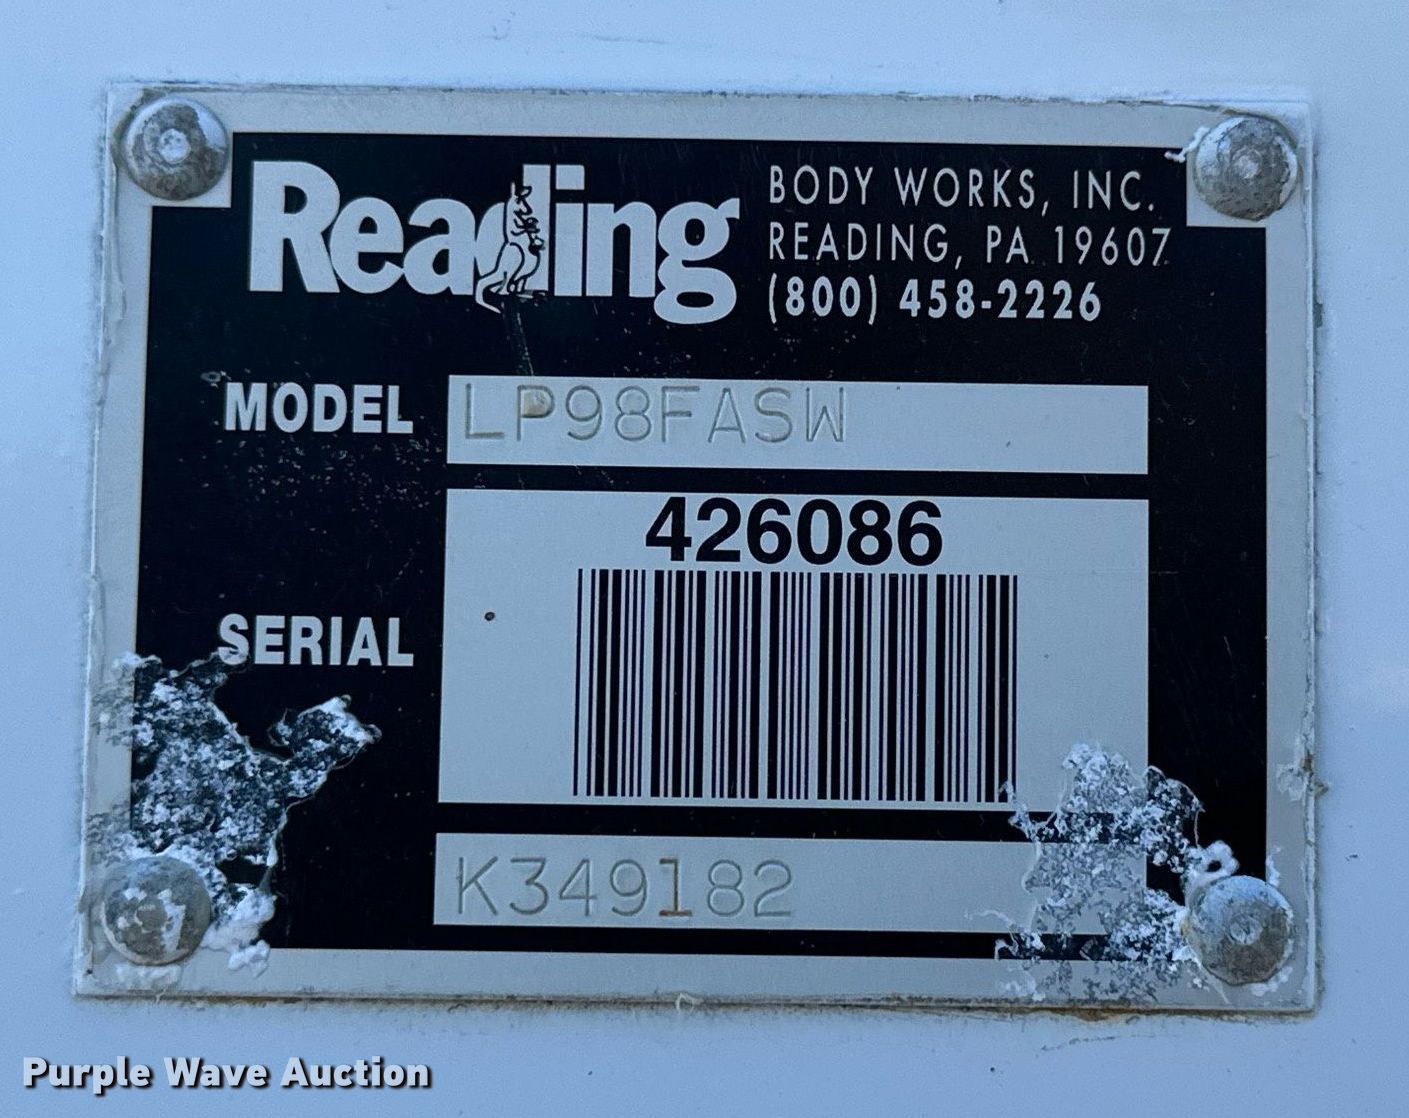 Reading
BODY WORKS, INC.
READING, PA 19607
(800) 458-2226
MODEL LP98FASW
426086
SERIAL
K349182
Purple Wave Auction